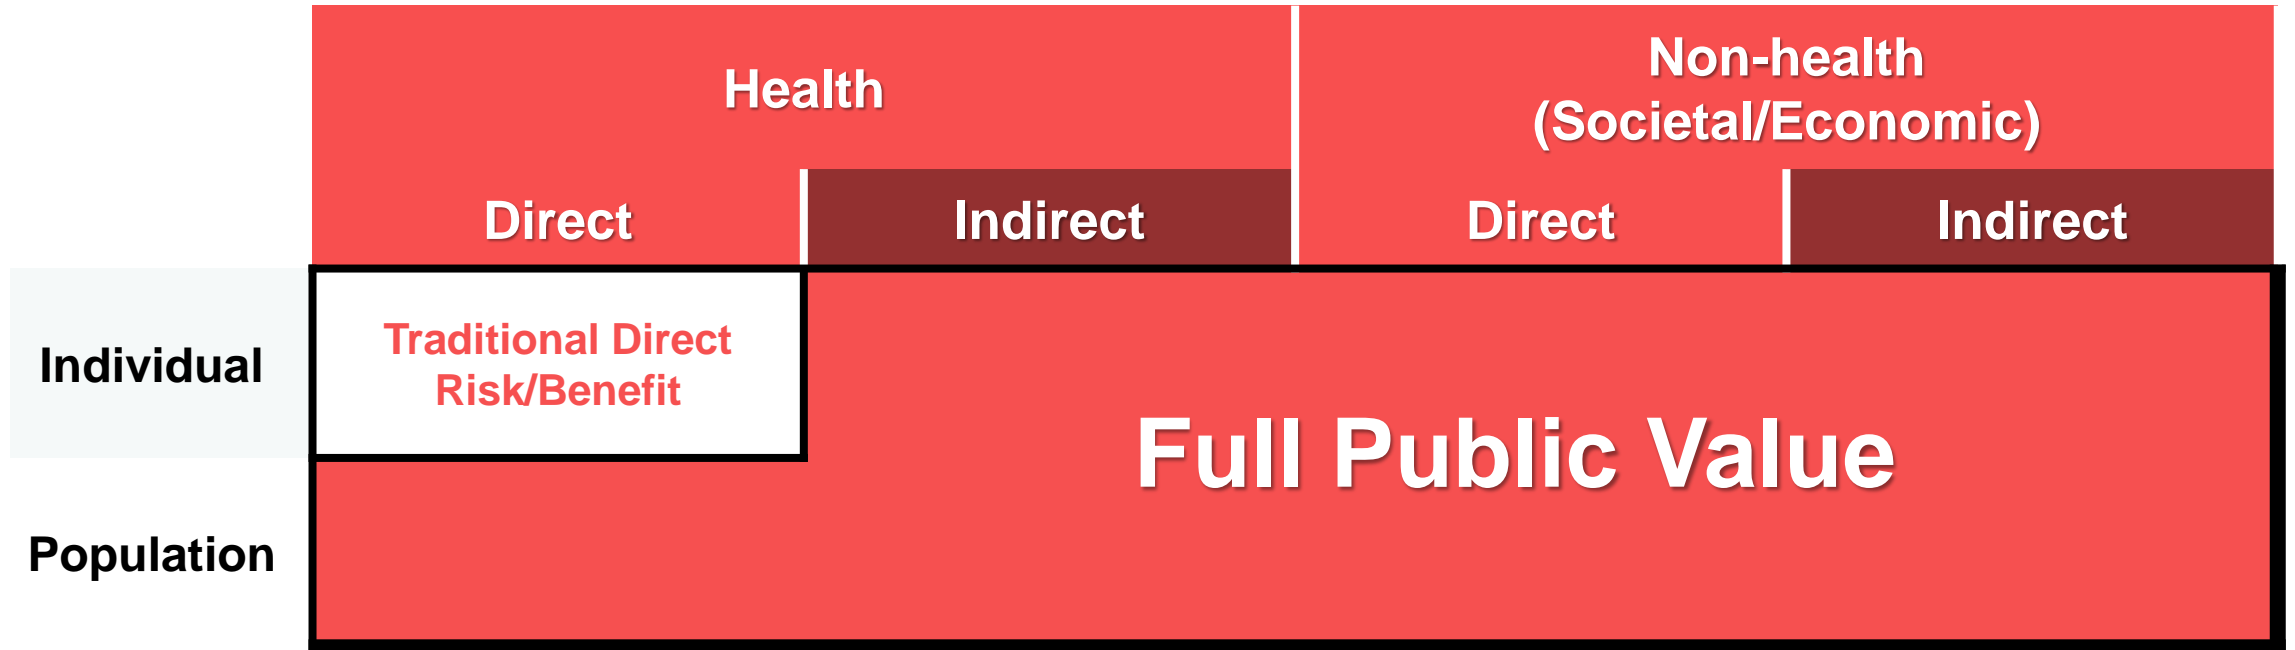 Health
Non-health
(Societal/Economic)
Direct
Indirect
Direct
Indirect
Individual
Traditional Direct
Risk/Benefit
Full Public Value
Population